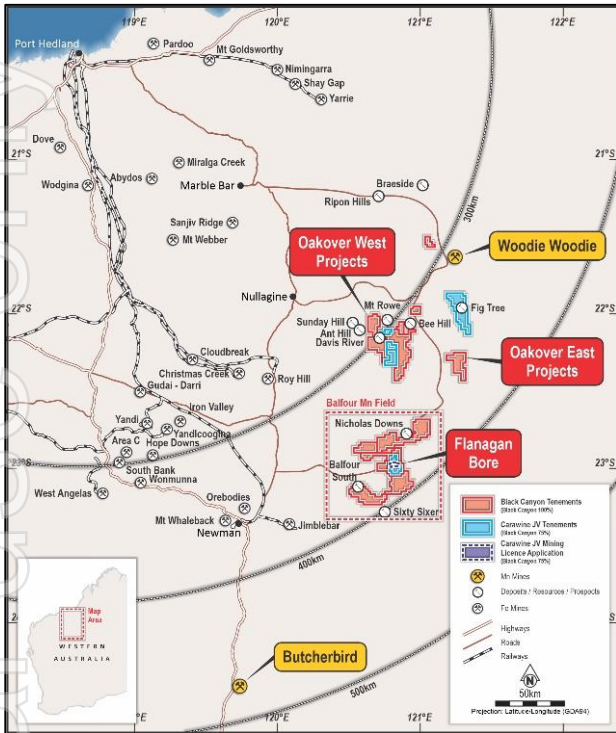 119°E
120°E
121°E
122°E
Port Hedland
Pardoo
Mt Goldsworthy
Nimingarra
Shay Gap
Yarrie
Dove
21°S
21°S
Miralga Creek
Abydos
Wodgina
Marble Bar
Braeside
Ripon Hills
300km
Sanjiv Ridge
Mt Webber
Oakover West
Projects
Woodie Woodie
Nullagine
22°S
22°S
Mt Rowe
Fig Tree
Sunday Hill
Ant Hill
Davis River
Bee Hill
Cloudbreak
Christmas Creek
Roy Hill
Gudai - Darri
Oakover East
Projects
Iron Valley
Yandi
Yandicoogina
Area C
Hope Downs
Balfour Mn Field
Nicholas Downs
23°S
South Bank
Wonmunna
West Angelas
Flanagan
Bore
Balfour
South
Orebodies
Mt Whaleback
Newman
Jimblebar
Sixty Sixer
400km
Butcherbird
500km
Map
Area
WESTERN
AUSTRALIA
Black Canyon Tenements
(Black Canyon 100%)
Carawine JV Tenements
(Black Canyon 75%)
Carawine JV Mining
Licence Application
(Black Canyon 75%)
Mn Mines
Deposits / Resources / Prospects
Fe Mines
Highways
Roads
Railways
N
50km
Projection: Latitude-Longitude (GDA94)
119°E
120°E
121°E